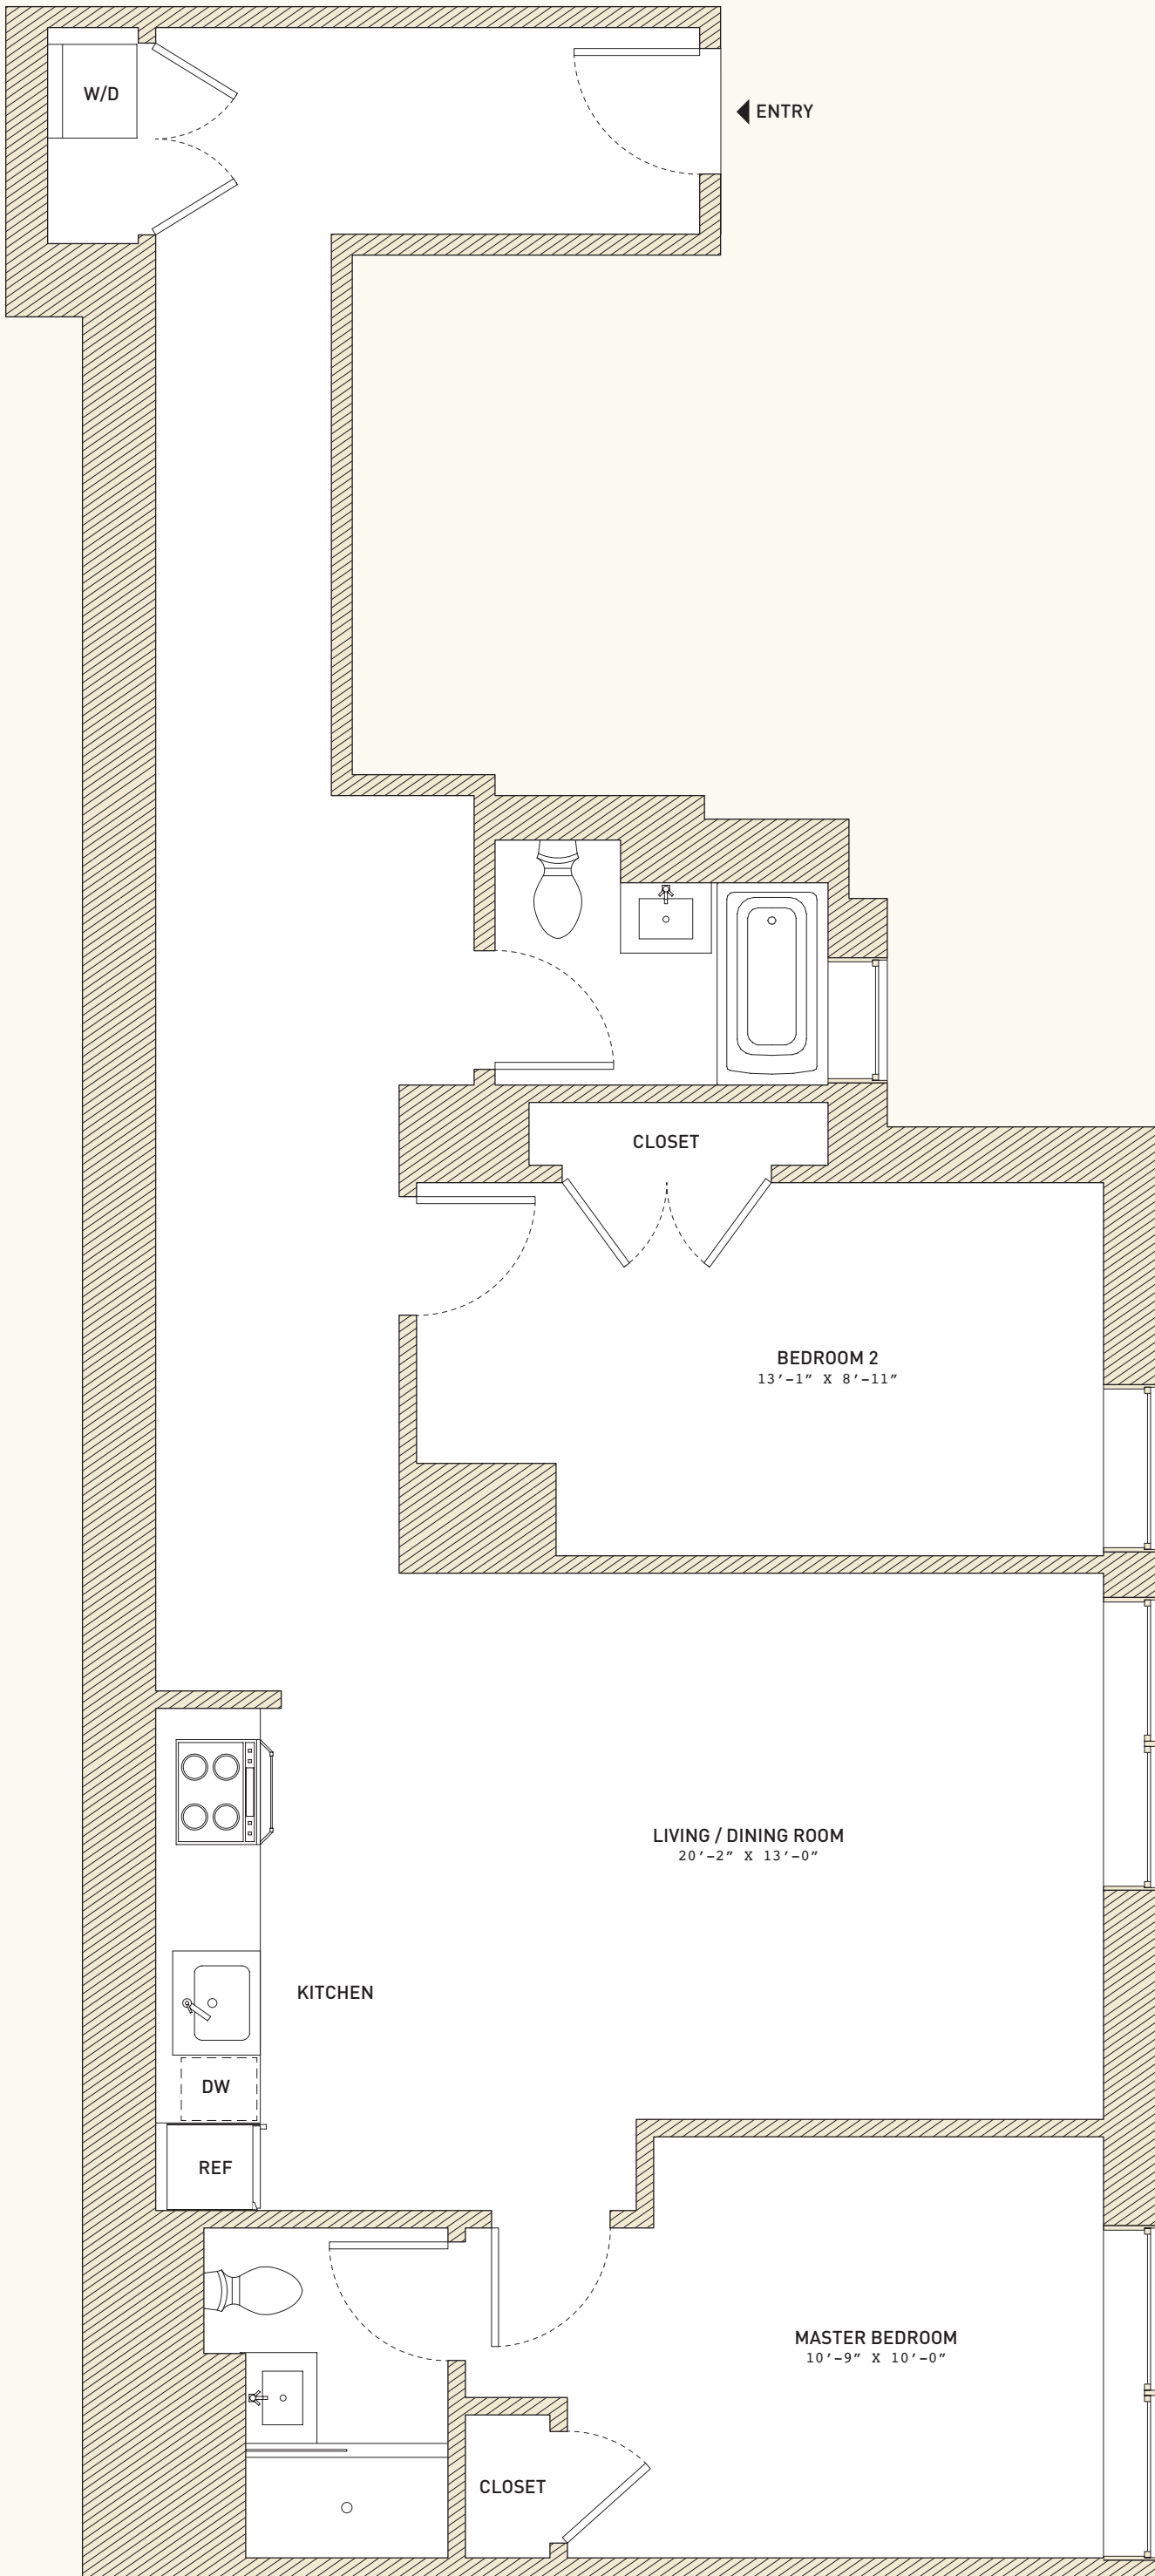 W/D
ENTRY
CLOSET
BEDROOM 2
13'-1" X 8'-11"
LIVING / DINING ROOM
20'-2" X 13'-0"
KITCHEN
DW
REF
MASTER BEDROOM
10'-9" X 10'-0"
CLOSET